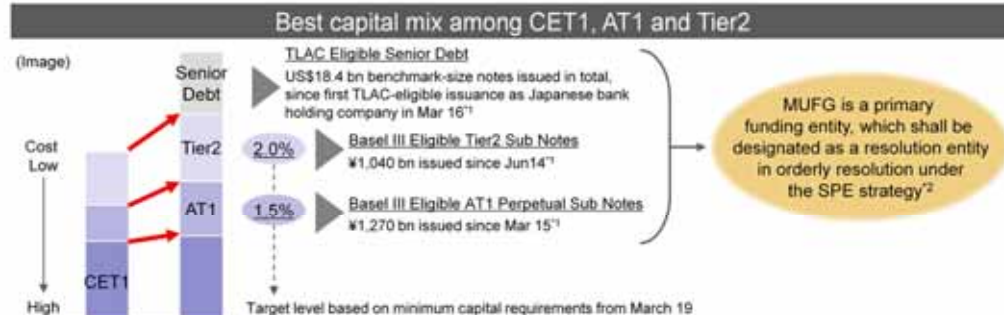 Best capital mix among CET1, AT1 and Tier2
(Image)
Cost
Low
High
CET1
Senior
Debt
Tier2
AT1
2.0%
1.5%
TLAC Eligible Senior Debt
US$18.4 bn benchmark-size notes issued in total,
since first TLAC-eligible issuance as Japanese bank
holding company in Mar 16*1
Basel III Eligible Tier2 Sub Notes
¥1,040 bn issued since Jun14*1
Basel III Eligible AT1 Perpetual Sub Notes
¥1,270 bn issued since Mar 15*1
Target level based on minimum capital requirements from March 19
MUFG is a primary
funding entity, which shall be
designated as a resolution entity
in orderly resolution under
the SPE strategy*2